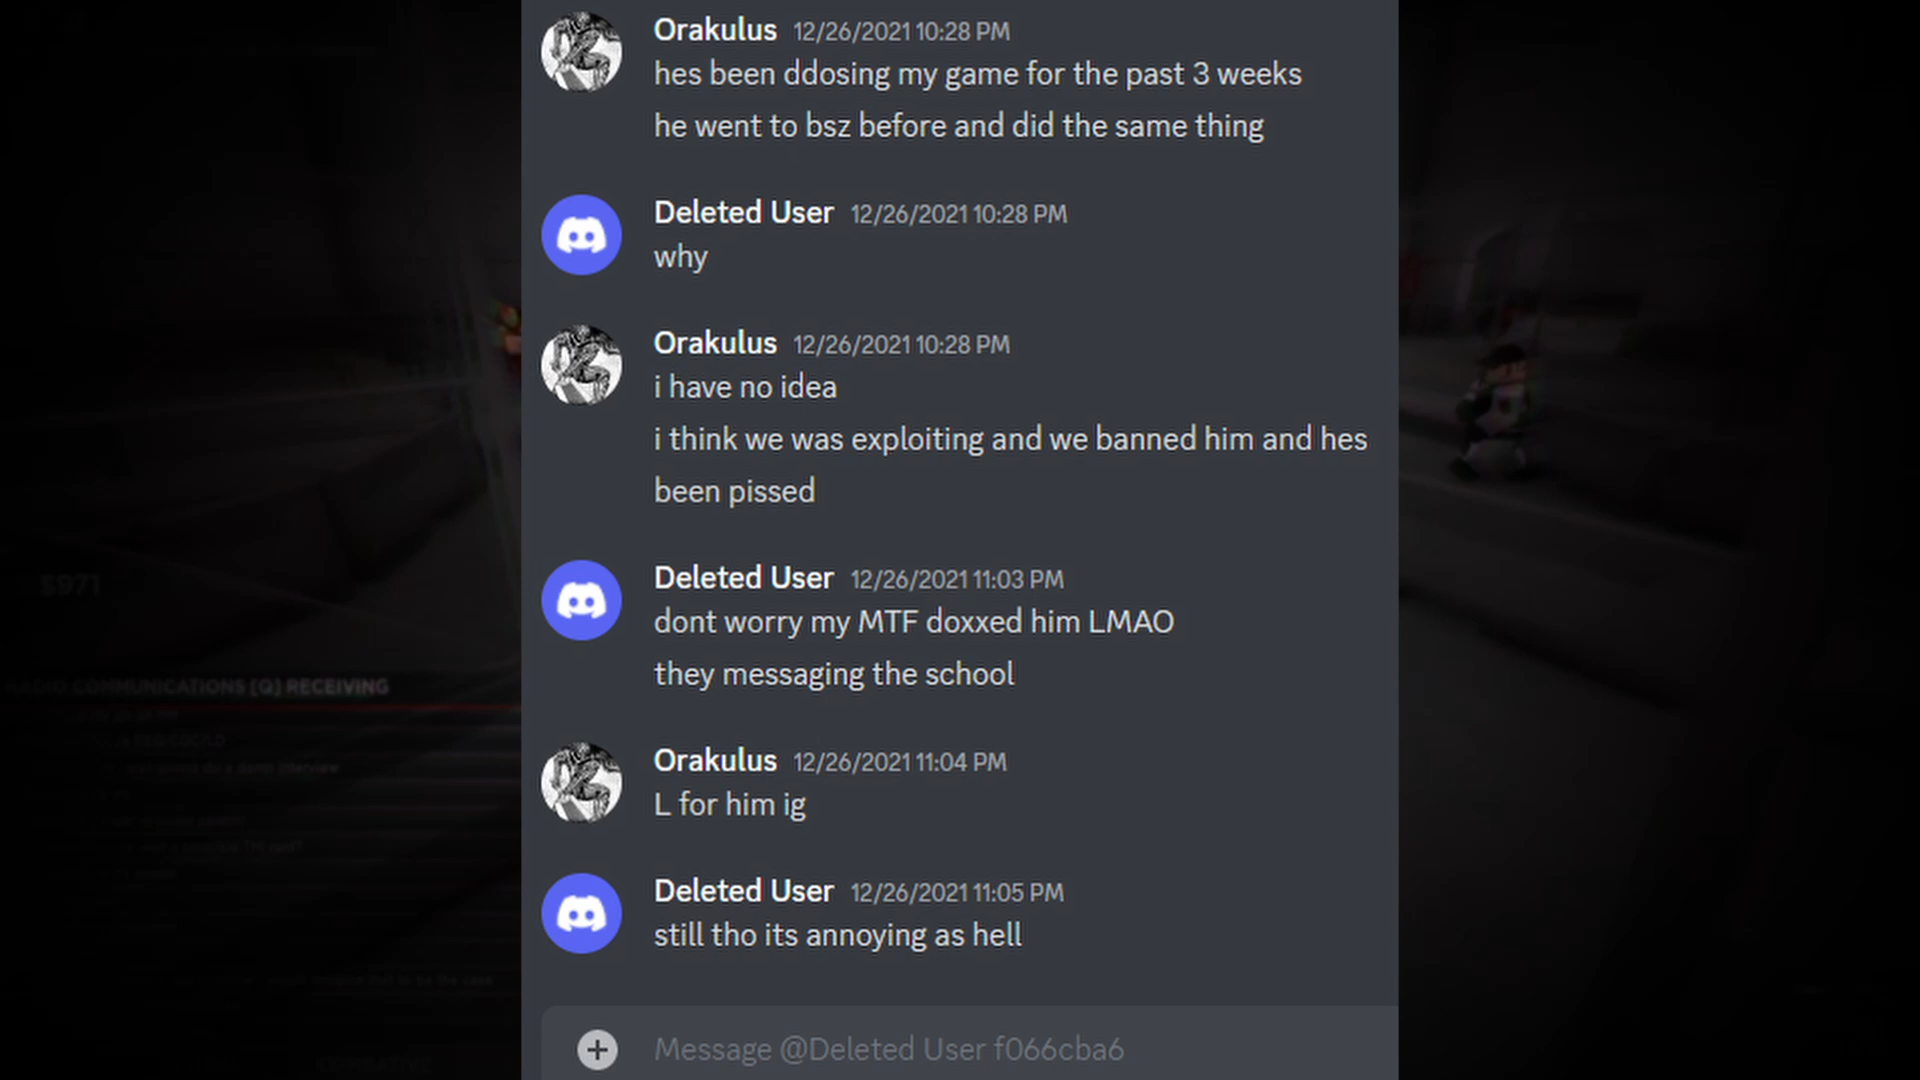 Orakulus 12/26/2021 10:28 PM
hes been ddosing my game for the past 3 weeks
he went to bsz before and did the same thing
Deleted User 12/26/2021 10:28 PM
why
Orakulus 12/26/2021 10:28 PM
i have no idea
i think we was exploiting and we banned him and hes
been pissed
Deleted User 12/26/2021 11:03 PM
dont worry my MTF doxxed him LMAO
they messaging the school
Orakulus 12/26/2021 11:04 PM
L for him ig
Deleted User 12/26/2021 11:05 PM
still tho its annoying as hell
Message @Deleted User f066cba6
$971
RADIO COMMUNICATIONS [Q] RECEIVING